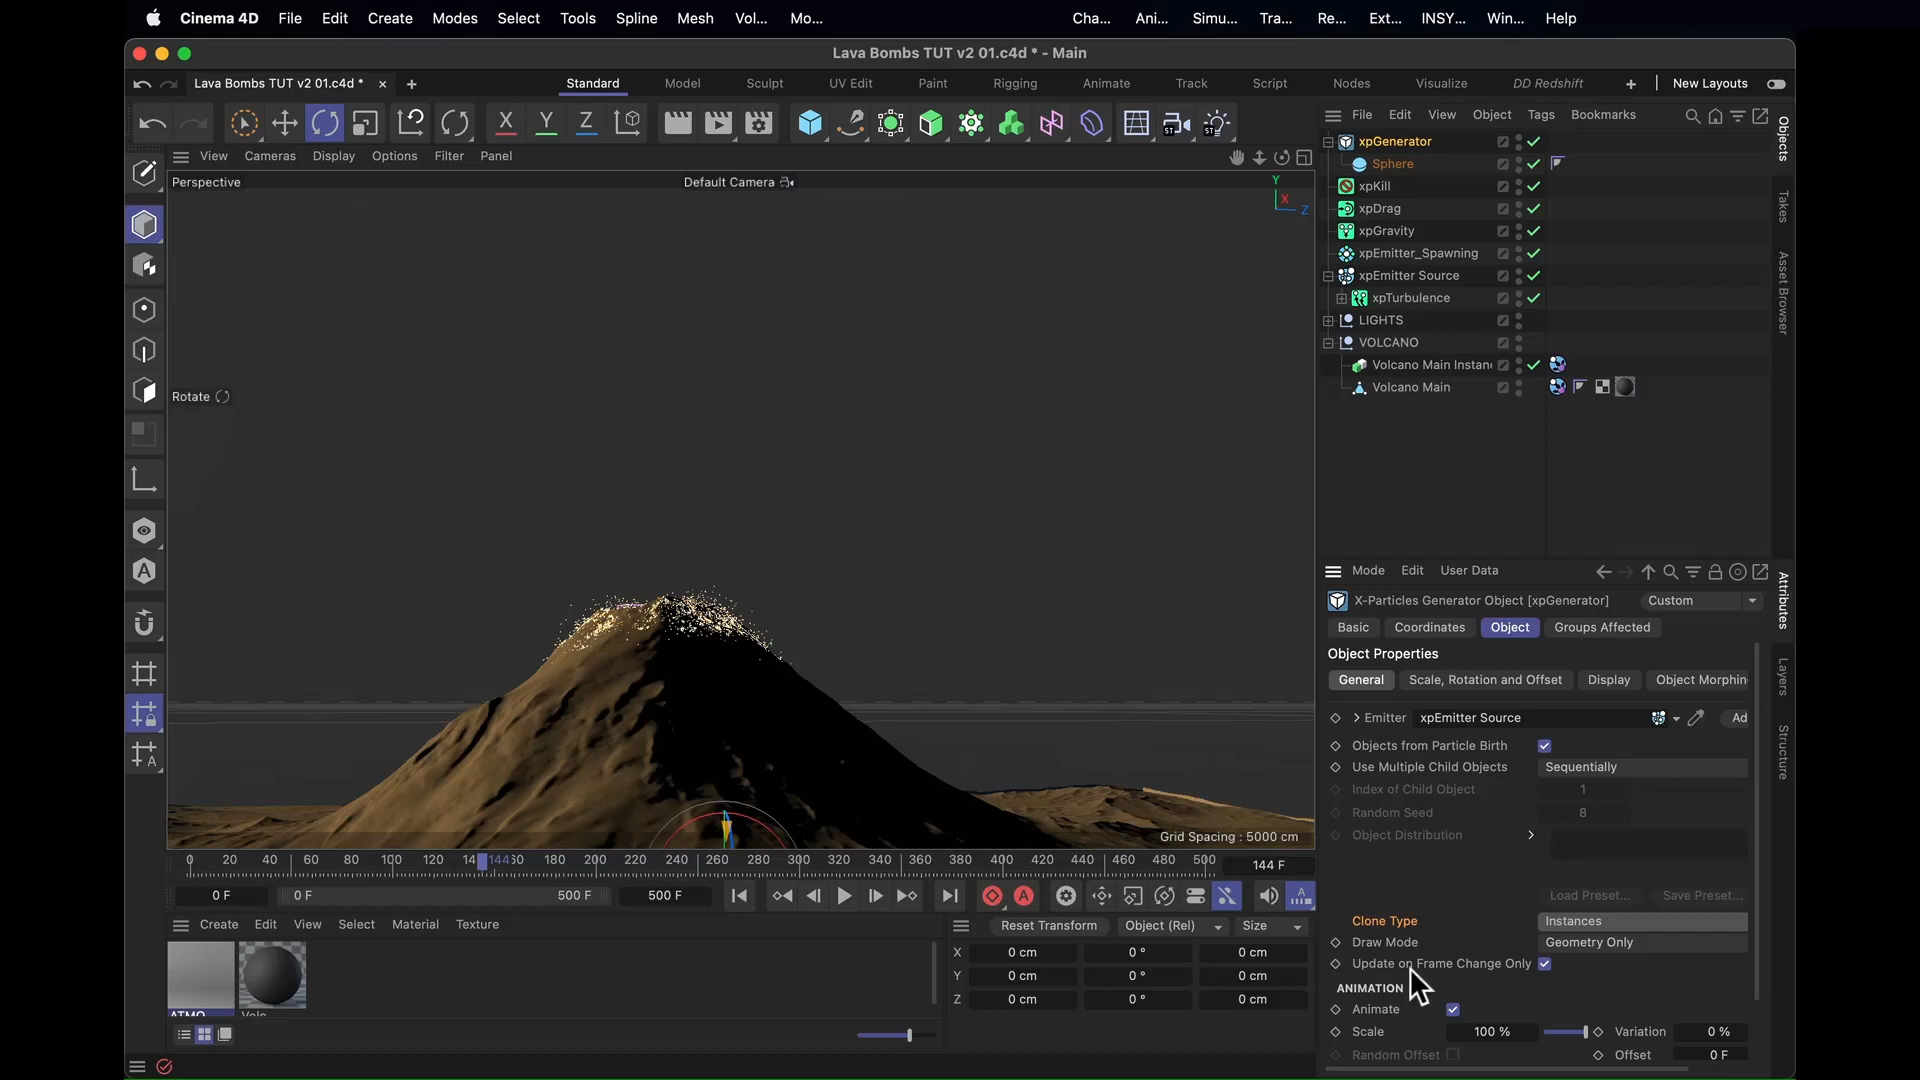 Cinema 4D File Edit Create Modes Select Tools Spline Mesh Vol... Mo... Cha... Ani... Simu... Tra... Re... Ext... INSY... Win... Help
Lava Bombs TUT v2 01.c4d * - Main
Lava Bombs TUT v2 01.c4d * × + Standard Model Sculpt UV Edit Paint Rigging Animate Track Script Nodes Visualize DD Redshift + New Layouts
X Y Z ST ST
File Edit View Object Tags Bookmarks
View Cameras Display Options Filter Panel
Perspective
Default Camera
Y
X
Z
Rotate
Grid Spacing : 5000 cm
xpGenerator
Sphere
xpKill
xpDrag
xpGravity
xpEmitter_Spawning
xpEmitter Source
xpTurbulence
LIGHTS
VOLCANO
Volcano Main Instanc
Volcano Main
Objects
Takes
Asset Browser
Attributes
Layers
Structure
Mode Edit User Data
X-Particles Generator Object [xpGenerator] Custom
Basic Coordinates Object Groups Affected
Object Properties
General Scale, Rotation and Offset Display Object Morphin
Emitter xpEmitter Source Ad
Objects from Particle Birth
Use Multiple Child Objects Sequentially
Index of Child Object 1
Random Seed 8
Object Distribution
Load Preset... Save Preset...
Clone Type Instances
Draw Mode Geometry Only
Update on Frame Change Only
ANIMATION
Animate
Scale 100 % Variation 0 %
Random Offset Offset 0 F
0 20 40 60 80 100 120 14 144 50 180 200 220 240 260 280 300 320 340 360 380 400 420 440 460 480 500 144 F
0 F 0 F 500 F 500 F
Create Edit View Select Material Texture
ATMO Volc
Reset Transform Object (Rel) Size
X 0 cm 0 ° 0 cm
Y 0 cm 0 ° 0 cm
Z 0 cm 0 ° 0 cm